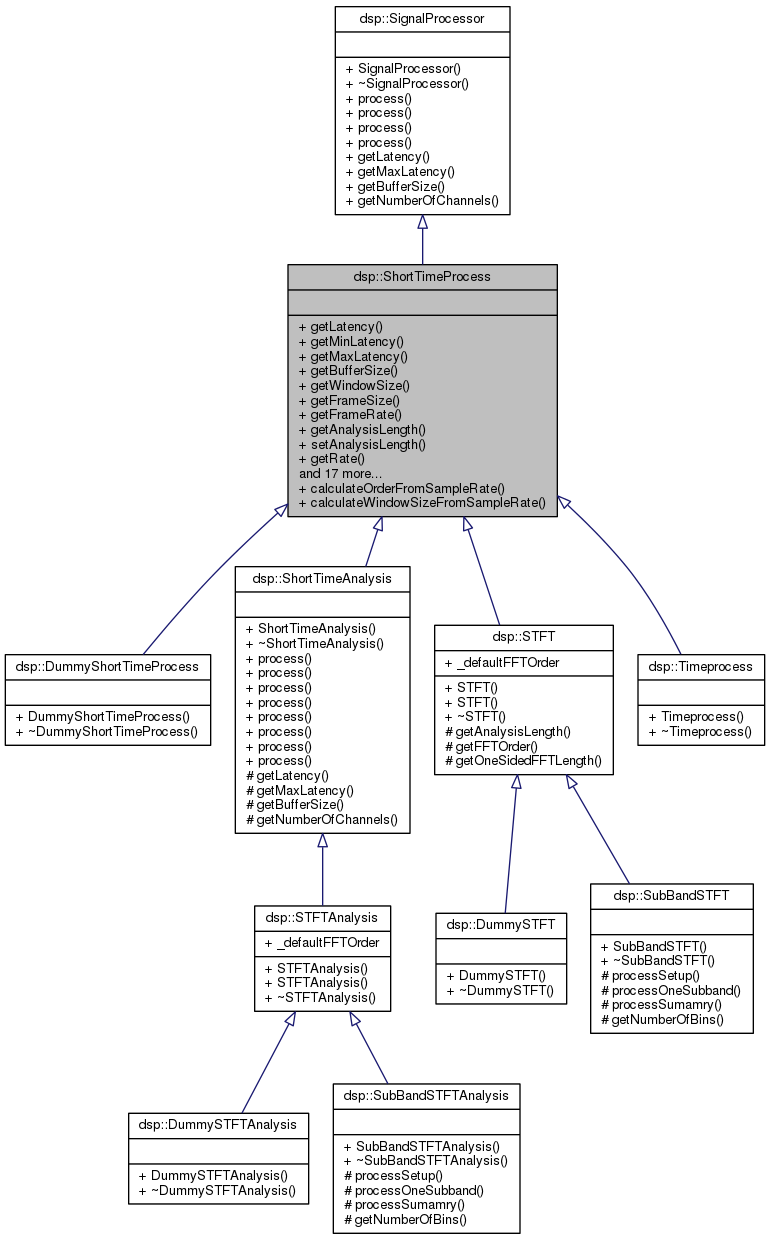 dsp::SignalProcessor
+ SignalProcessor()
+ ~SignalProcessor()
+ process()
+ process()
+ process()
+ process()
+ getLatency()
+ getMaxLatency()
+ getBufferSize()
+ getNumberOfChannels()
dsp::ShortTimeProcess
+ getLatency()
+ getMinLatency()
+ getMaxLatency()
+ getBufferSize()
+ getWindowSize()
+ getFrameSize()
+ getFrameRate()
+ getAnalysisLength()
+ setAnalysisLength()
+ getRate()
and 17 more...
+ calculateOrderFromSampleRate()
+ calculateWindowSizeFromSampleRate()
dsp::DummyShortTimeProcess
+ DummyShortTimeProcess()
+ ~DummyShortTimeProcess()
dsp::ShortTimeAnalysis
+ ShortTimeAnalysis()
+ ~ShortTimeAnalysis()
+ process()
+ process()
+ process()
+ process()
+ process()
+ process()
+ process()
+ process()
# getLatency()
# getMaxLatency()
# getBufferSize()
# getNumberOfChannels()
dsp::STFT
+ _defaultFFTOrder
+ STFT()
+ STFT()
+ ~STFT()
# getAnalysisLength()
# getFFTOrder()
# getOneSidedFFTLength()
dsp::Timeprocess
+ Timeprocess()
+ ~Timeprocess()
dsp::STFTAnalysis
+ _defaultFFTOrder
+ STFTAnalysis()
+ STFTAnalysis()
+ ~STFTAnalysis()
dsp::DummySTFT
+ DummySTFT()
+ ~DummySTFT()
dsp::SubBandSTFT
+ SubBandSTFT()
+ ~SubBandSTFT()
# processSetup()
# processOneSubband()
# processSumamry()
# getNumberOfBins()
dsp::DummySTFTAnalysis
+ DummySTFTAnalysis()
+ ~DummySTFTAnalysis()
dsp::SubBandSTFTAnalysis
+ SubBandSTFTAnalysis()
+ ~SubBandSTFTAnalysis()
# processSetup()
# processOneSubband()
# processSumamry()
# getNumberOfBins()